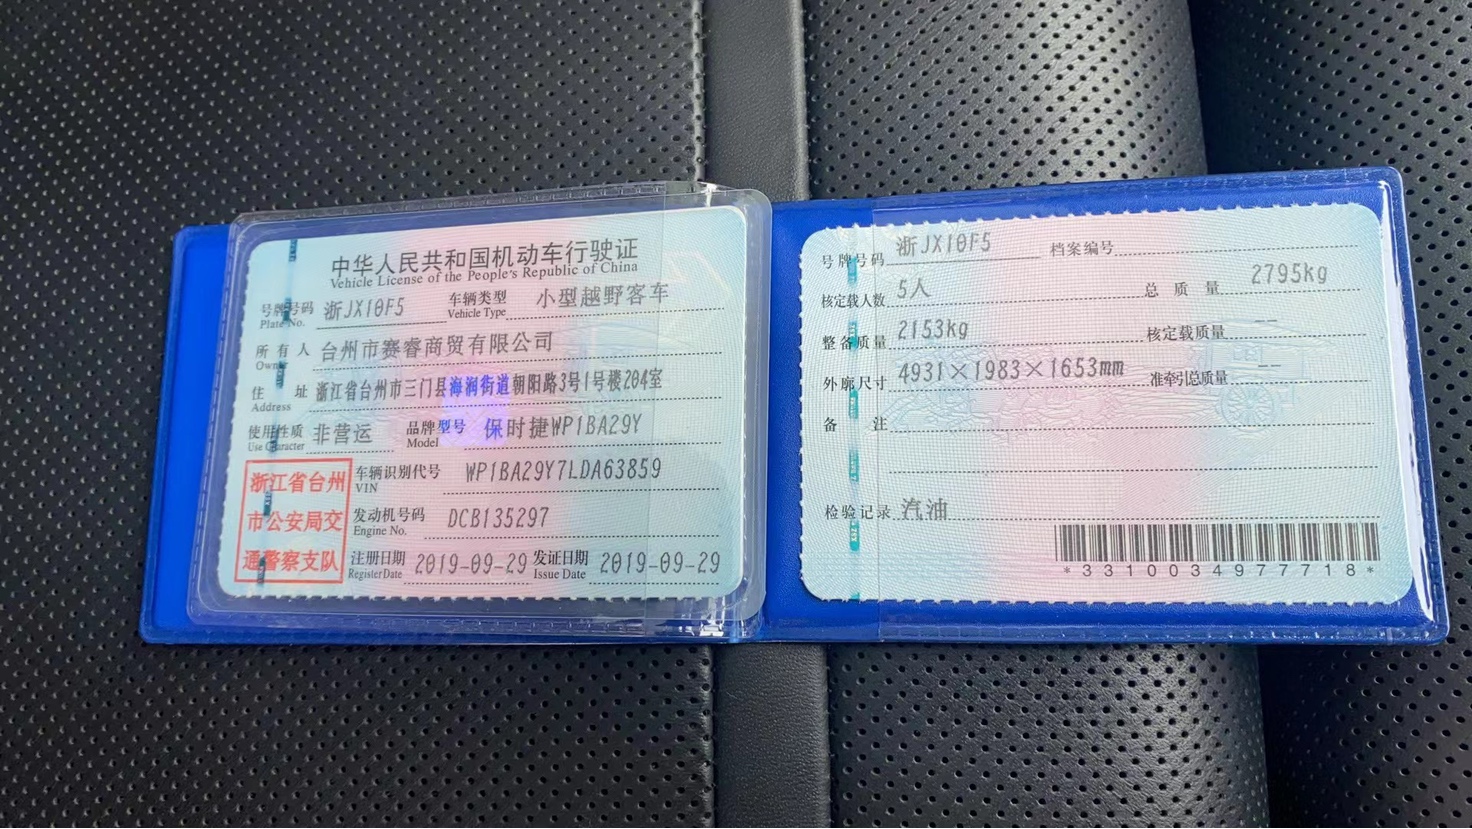 中华人民共和国机动车行驶证
Vehicle License of the People's Republic of China
号牌号码 浙JX10F5 车辆类型 小型越野客车
Plate No. Vehicle Type
所有人 台州市赛睿商贸有限公司
Owner
住址 浙江省台州市三门县海润街道朝阳路3号1号楼204室
Address
使用性质 非营运 品牌型号 保时捷WP1BA29Y
Use Character Model
浙江省台州
市公安局交
通警察支队
车辆识别代号 WP1BA29Y7LDA63859
VIN
发动机号码 DCB135297
Engine No.
注册日期 2019-09-29 发证日期 2019-09-29
Register Date Issue Date
号牌号码 浙JX10F5 档案编号
核定载人数 5人 总质量 2795kg
整备质量 2153kg 核定载质量 --
外廓尺寸 4931×1983×1653mm 准牵引总质量 --
备注
检验记录 汽油
*3310034977718*